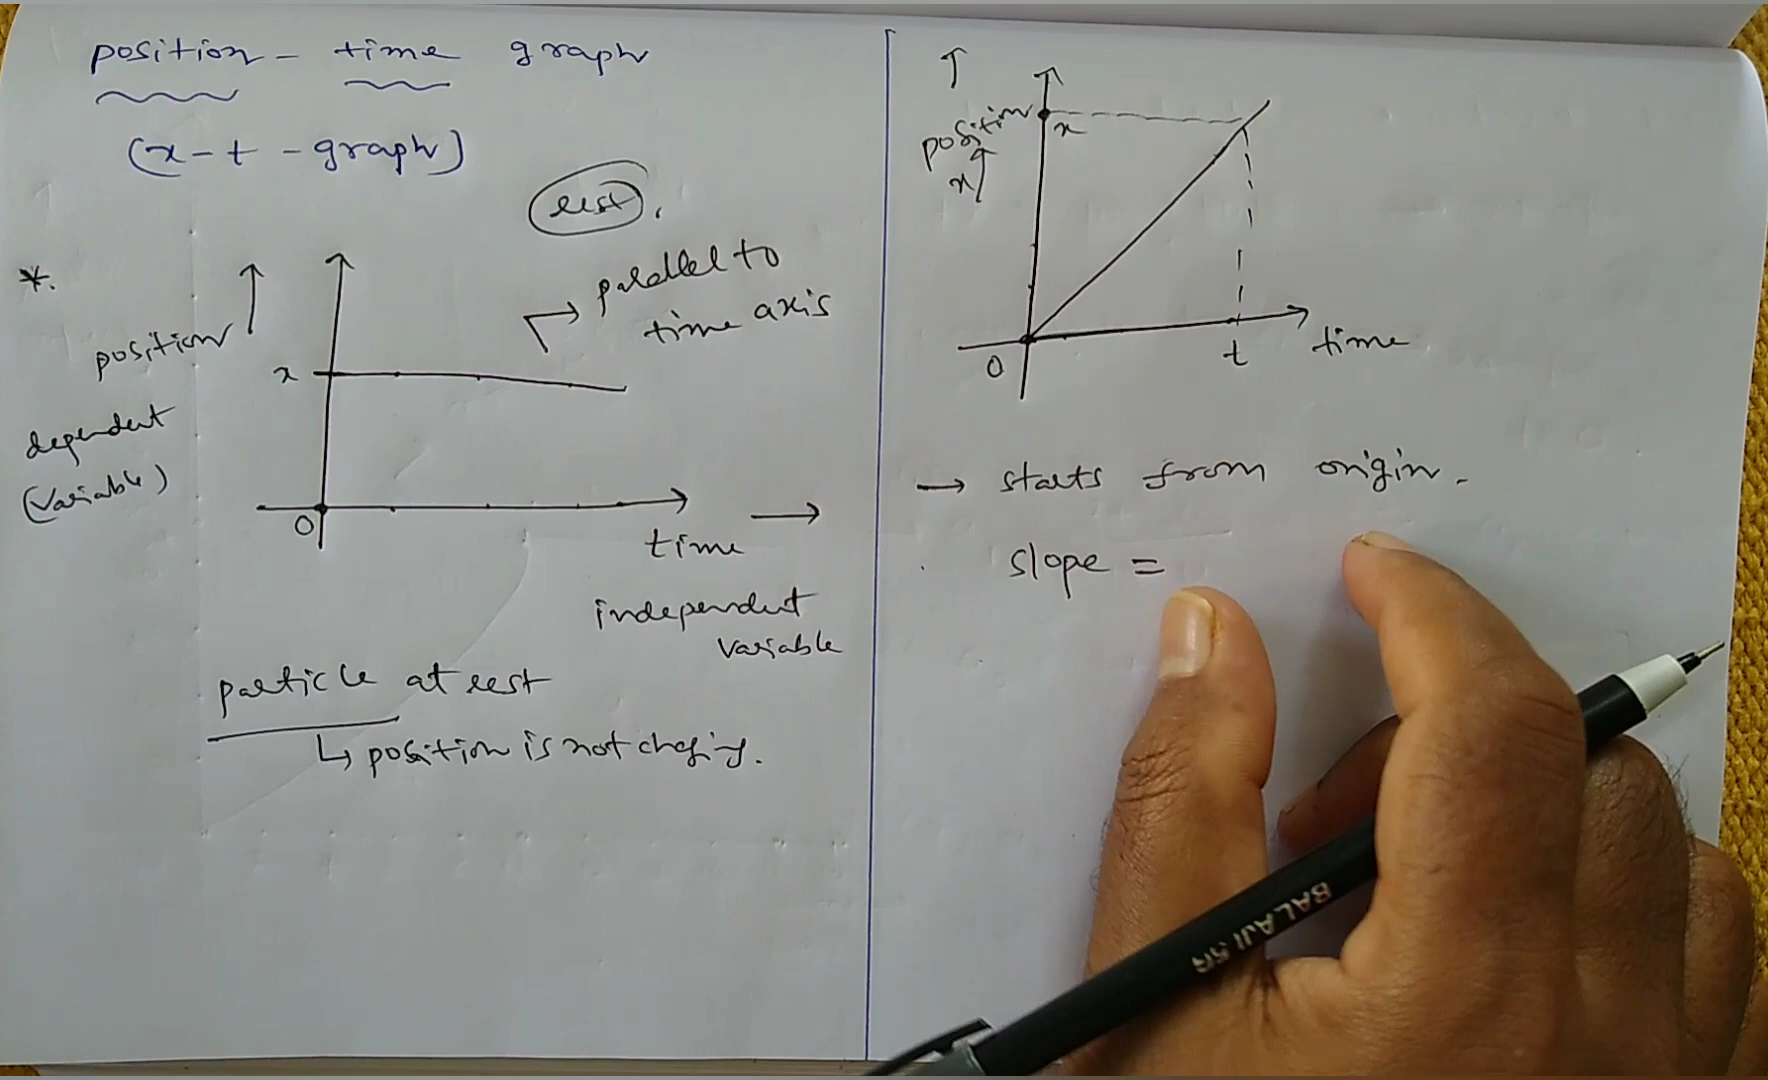 position - time graph
(x-t-graph)
rest.
*.
position
x
parallel to
time axis
dependent
(variable)
0
time
independent
variable
particle at rest
position is not chaging.
position
x
x
0
t
time
→ starts from origin.
slope =
BALAJI